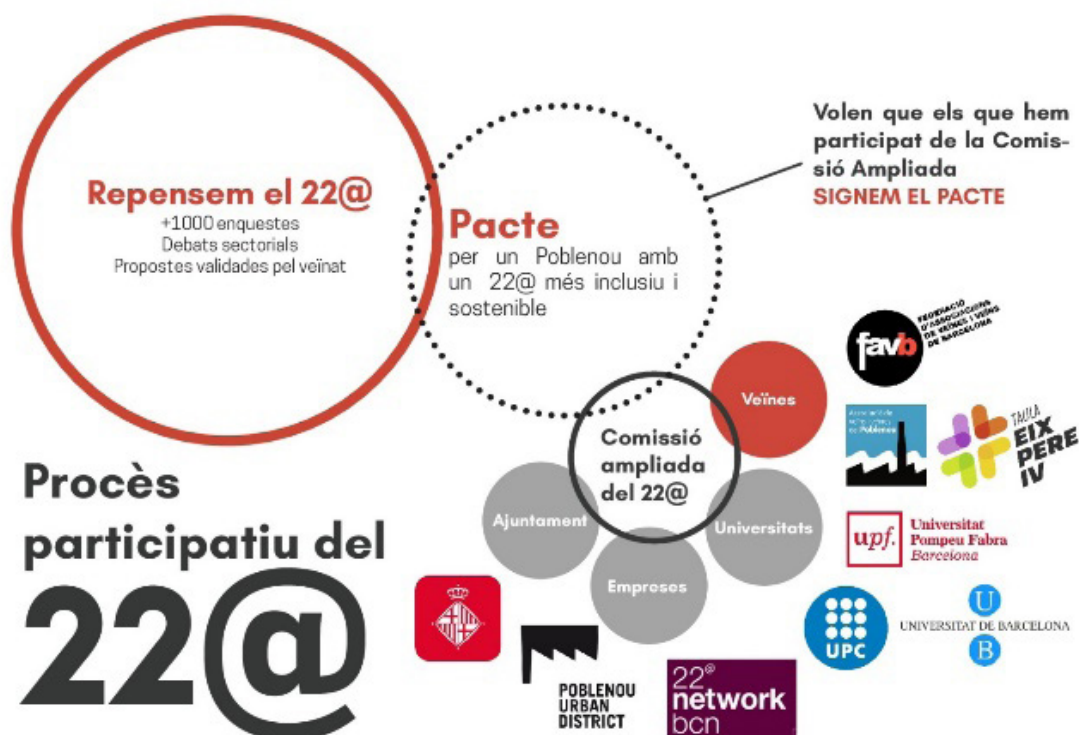 Repensem el 22@
+1000 enquestes
Debats sectorials
Propostes validades pel veïnat
Pacte
per un Poblenou amb
un 22@ més inclusiu i
sostenible
Volen que els que hem
participat de la Comis-
sió Ampliada
SIGNEM EL PACTE
Procès
participatiu del
22@
Comissió
ampliada
del 22@
Veïnes
Ajuntament
Universitats
Empreses
favb
FEDERACIÓ
D'ASSOCIACIONS
DE VEÏNES I VEÏNS
DE BARCELONA
de Poblenou
TAULA
EIX
PERE
IV
upf.
Universitat
Pompeu Fabra
Barcelona
UPC
U
UNIVERSITAT DE BARCELONA
B
POBLENOU
URBAN
DISTRICT
22@
network
bcn